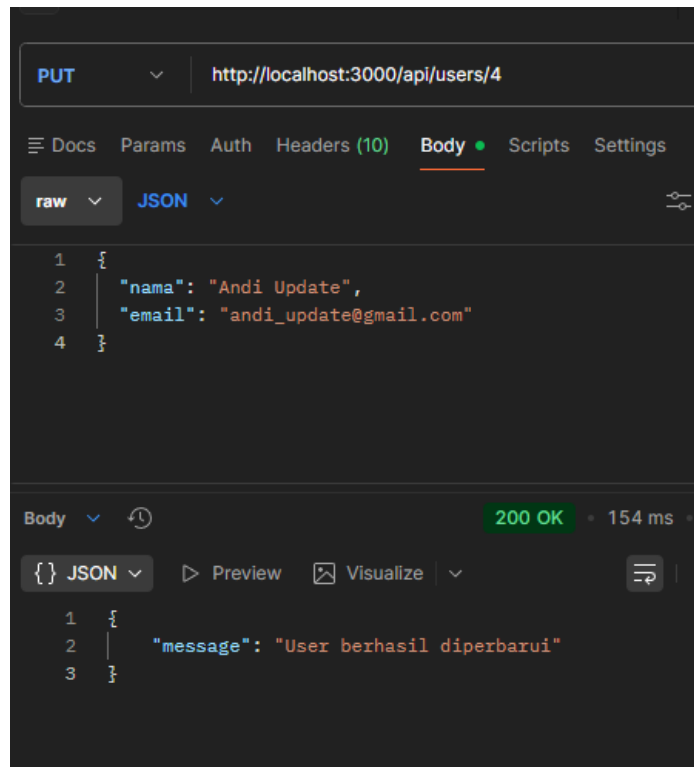 PUT http://localhost:3000/api/users/4
Docs Params Auth Headers (10) Body Scripts Settings
raw JSON
1 {
2 "nama": "Andi Update",
3 "email": "andi_update@gmail.com"
4 }
Body 200 OK • 154 ms •
{} JSON Preview Visualize
1 {
2 "message": "User berhasil diperbarui"
3 }